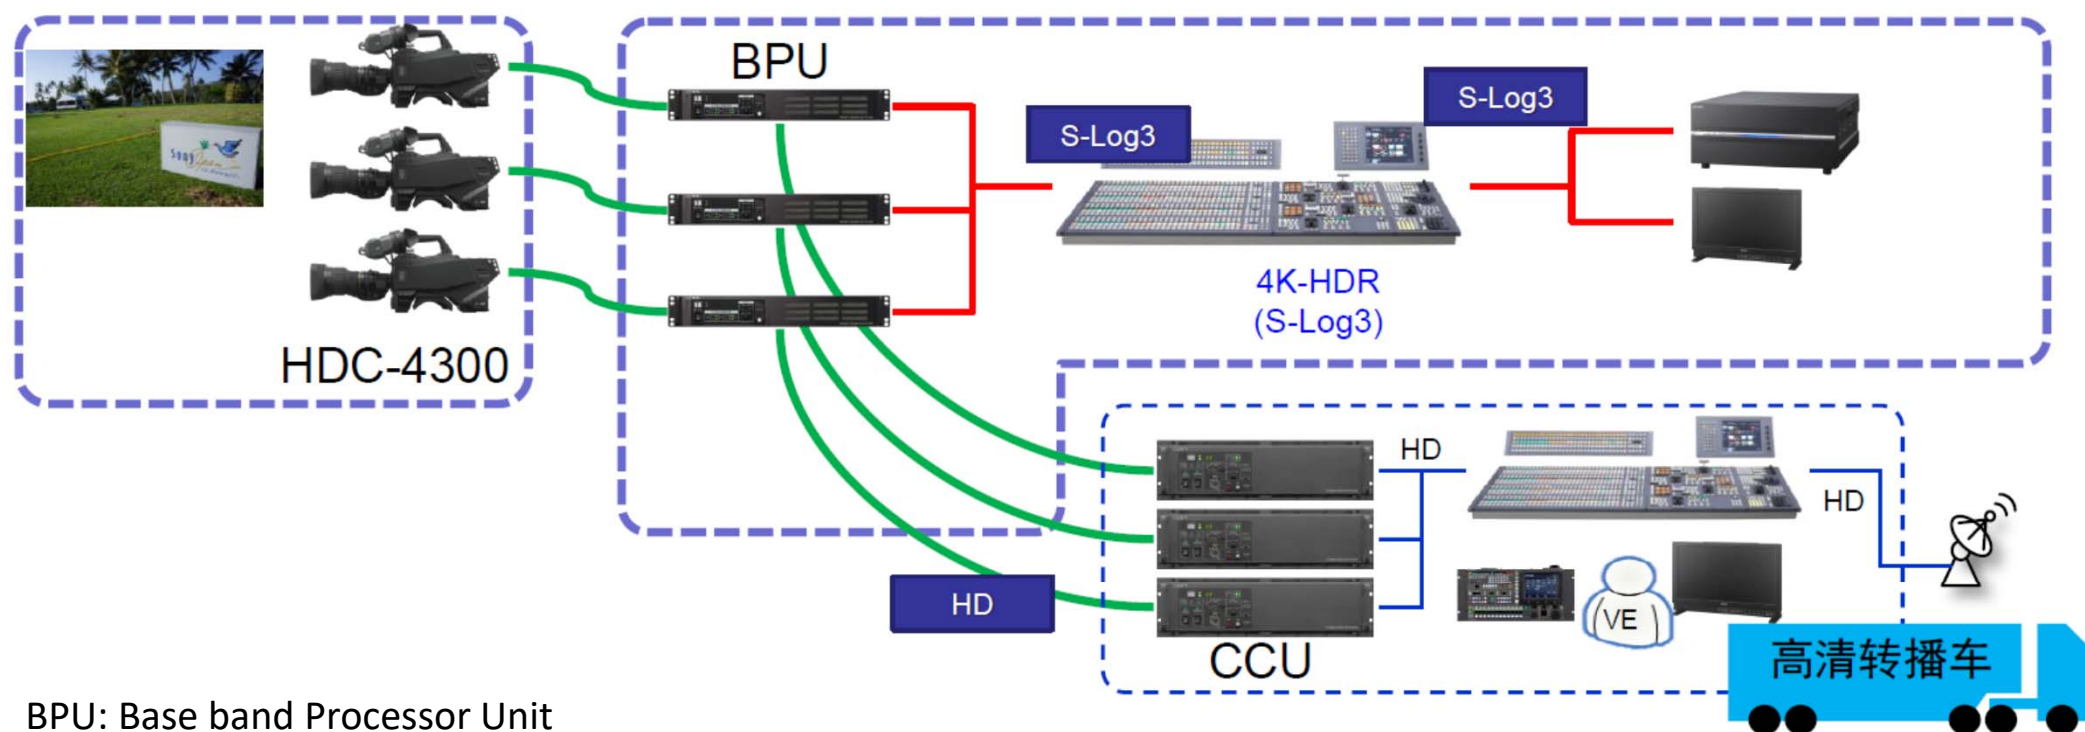 BPU
S-Log3
S-Log3
4K-HDR
(S-Log3)
HDC-4300
HD
HD
HD
VE
CCU
高清转播车
BPU: Base band Processor Unit